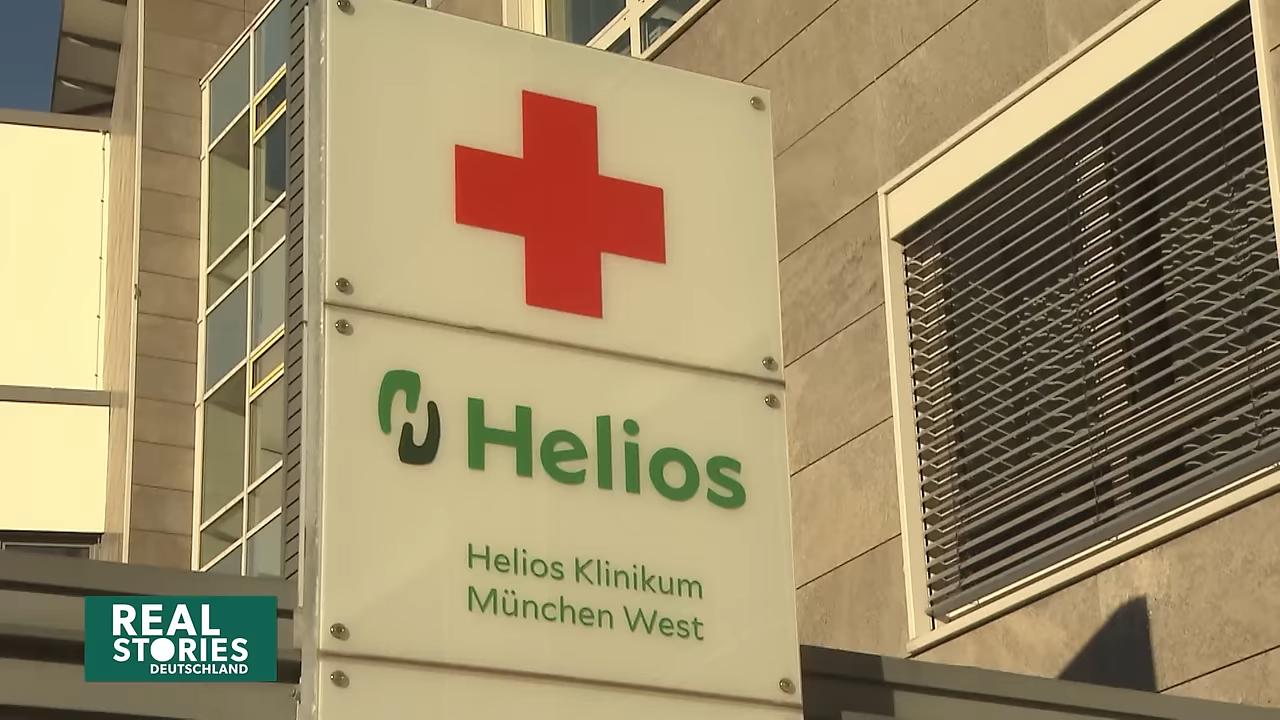 Helios
Helios Klinikum
München West
REAL
STORIES
DEUTSCHLAND